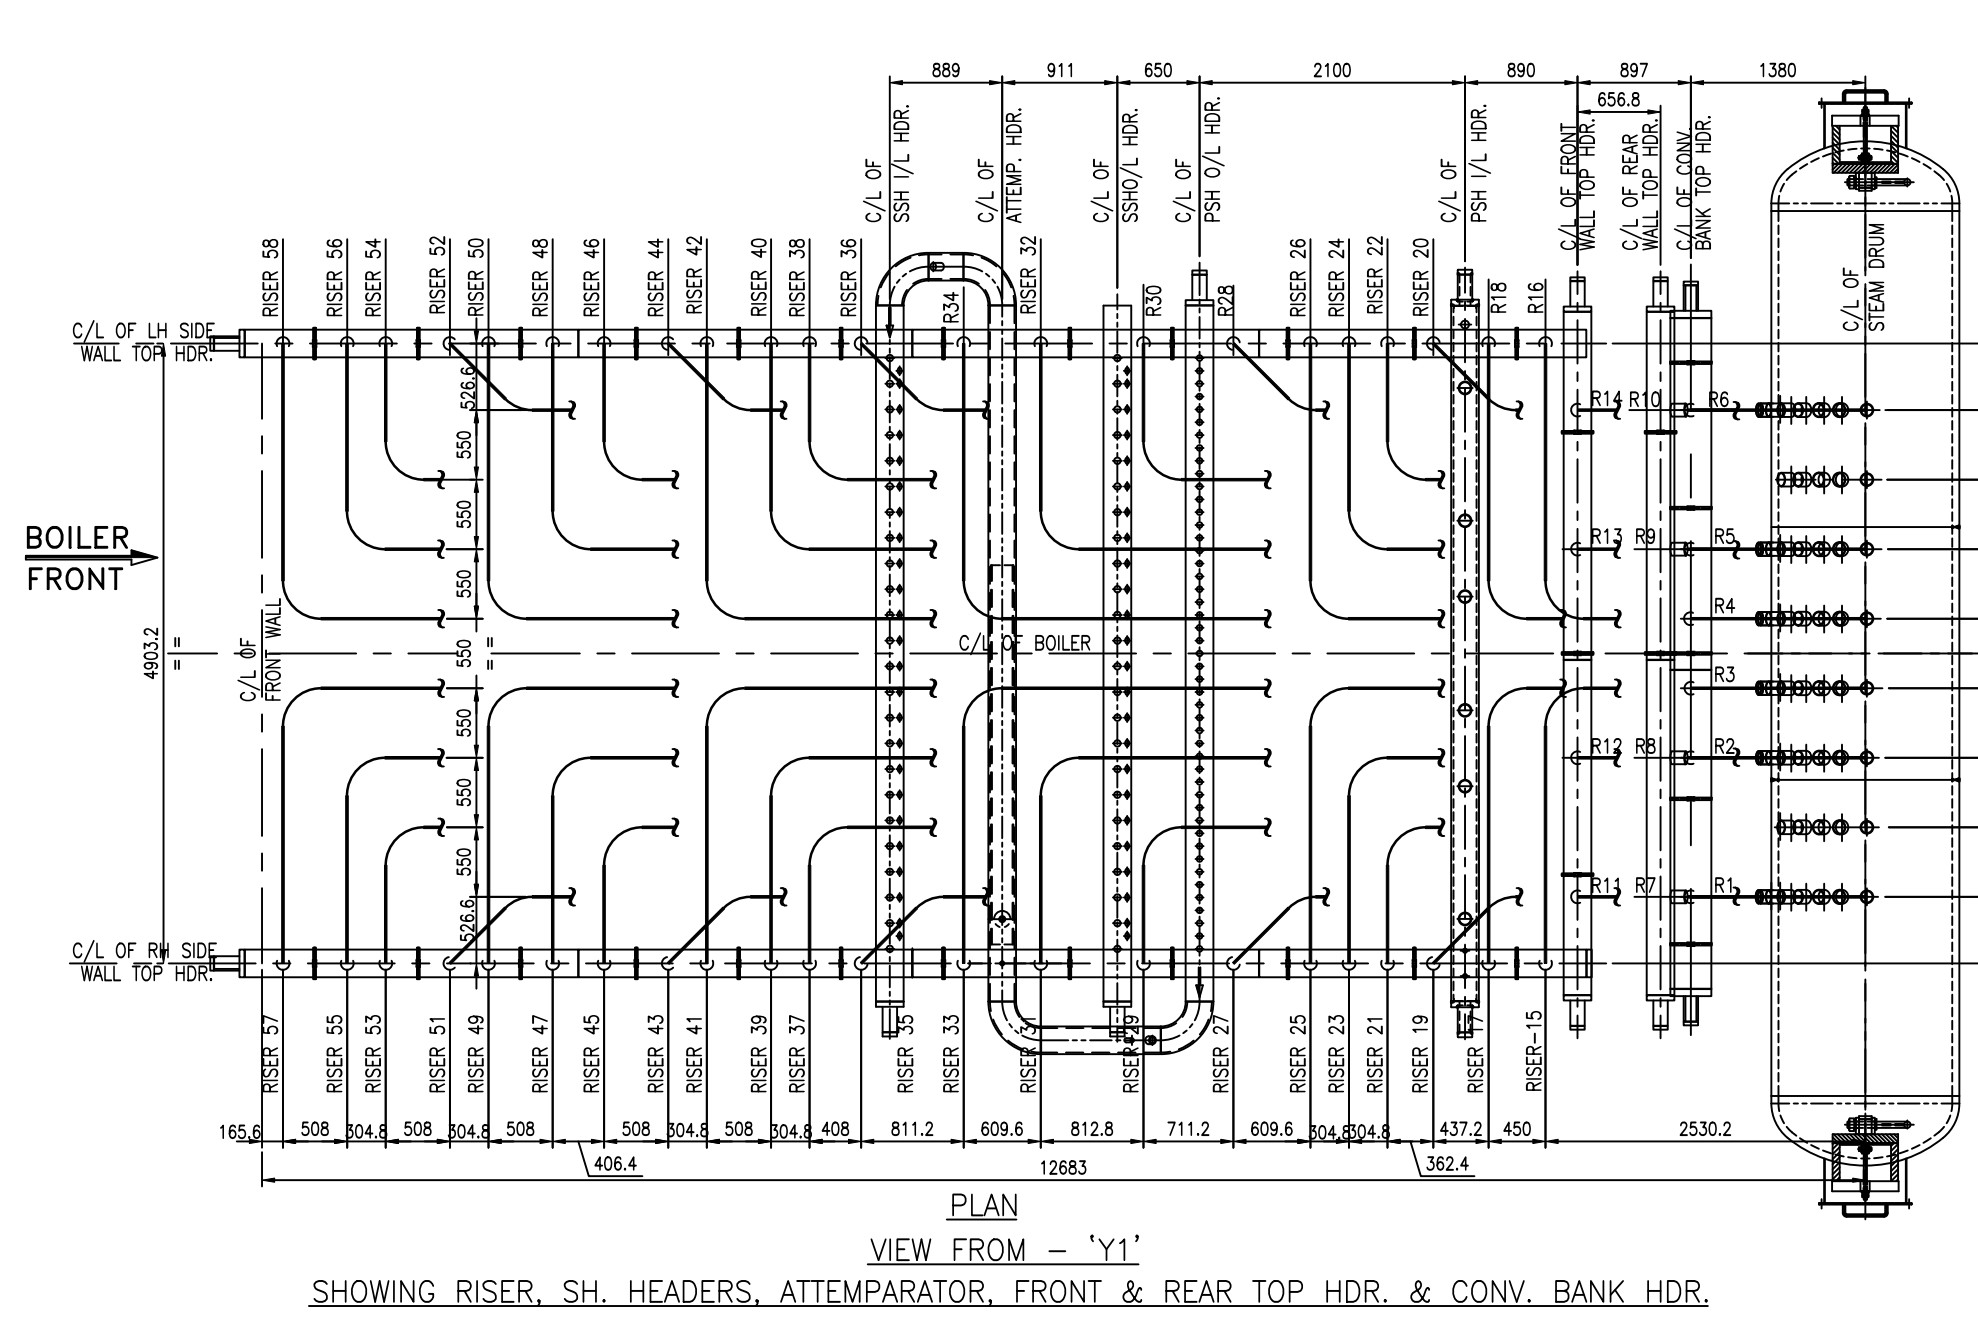 889
911
650
2100
890
897
1380
656.8
C/L OF
SSH I/L HDR.
C/L OF
ATTEMP. HDR.
C/L OF
SSHO/L HDR.
C/L OF
PSH O/L HDR.
C/L OF
PSH I/L HDR.
C/L OF FRONT
WALL TOP HDR.
C/L OF REAR
WALL TOP HDR.
C/L OF CONV.
BANK TOP HDR.
C/L OF
STEAM DRUM
RISER 58
RISER 56
RISER 54
RISER 52
RISER 50
RISER 48
RISER 46
RISER 44
RISER 42
RISER 40
RISER 38
RISER 36
R34
RISER 32
R30
R28
RISER 26
RISER 24
RISER 22
RISER 20
R18
R16
C/L OF LH SIDE
WALL TOP HDR.
526.6
550
550
550
550
550
550
550
526.6
R14
R10
R6
R13
R9
R5
R4
R3
R12
R8
R2
R11
R7
R1
BOILER
FRONT
4903.2
=
=
=
=
C/L OF
FRONT WALL
C/L OF BOILER
C/L OF RH SIDE
WALL TOP HDR.
RISER 57
RISER 55
RISER 53
RISER 51
RISER 49
RISER 47
RISER 45
RISER 43
RISER 41
RISER 39
RISER 37
RISER 35
RISER 33
RISER 31
RISER 29
RISER 27
RISER 25
RISER 23
RISER 21
RISER 19
RISER 17
RISER-15
165.6
508
304.8
508
304.8
508
508
304.8
508
304.8
408
811.2
609.6
812.8
711.2
609.6
304.8
304.8
437.2
450
2530.2
406.4
362.4
12683
PLAN
VIEW FROM – ‘Y1’
SHOWING RISER, SH. HEADERS, ATTEMPARATOR, FRONT & REAR TOP HDR. & CONV. BANK HDR.